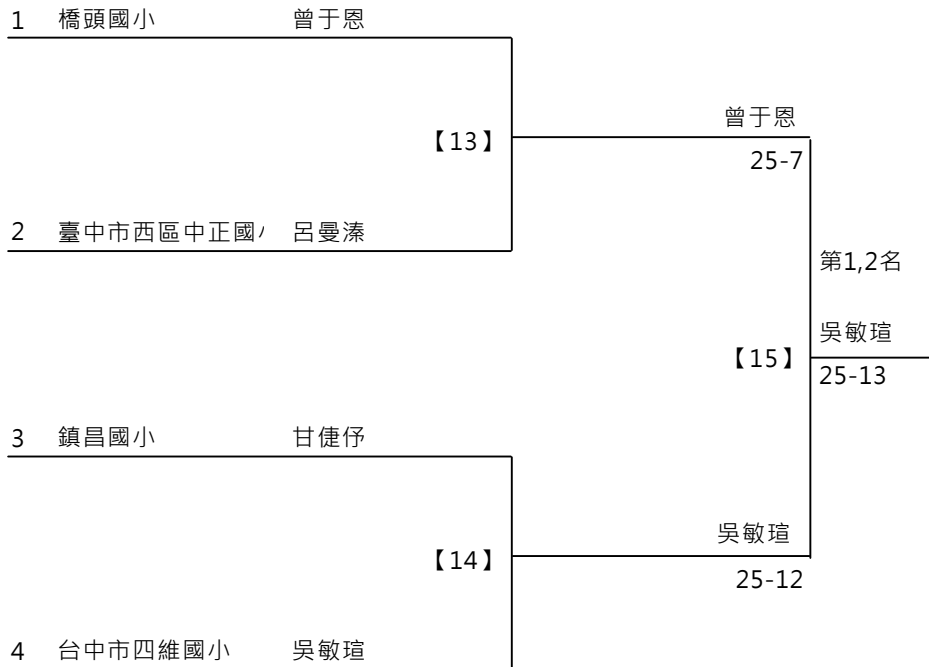 1 橋頭國小 曾于恩
曾于恩
【13】
25-7
2 臺中市西區中正國 呂曼溱
第1,2名
吳敏瑄
【15】
25-13
3 鎮昌國小 甘倢伃
吳敏瑄
【14】
25-12
4 台中市四維國小 吳敏瑄